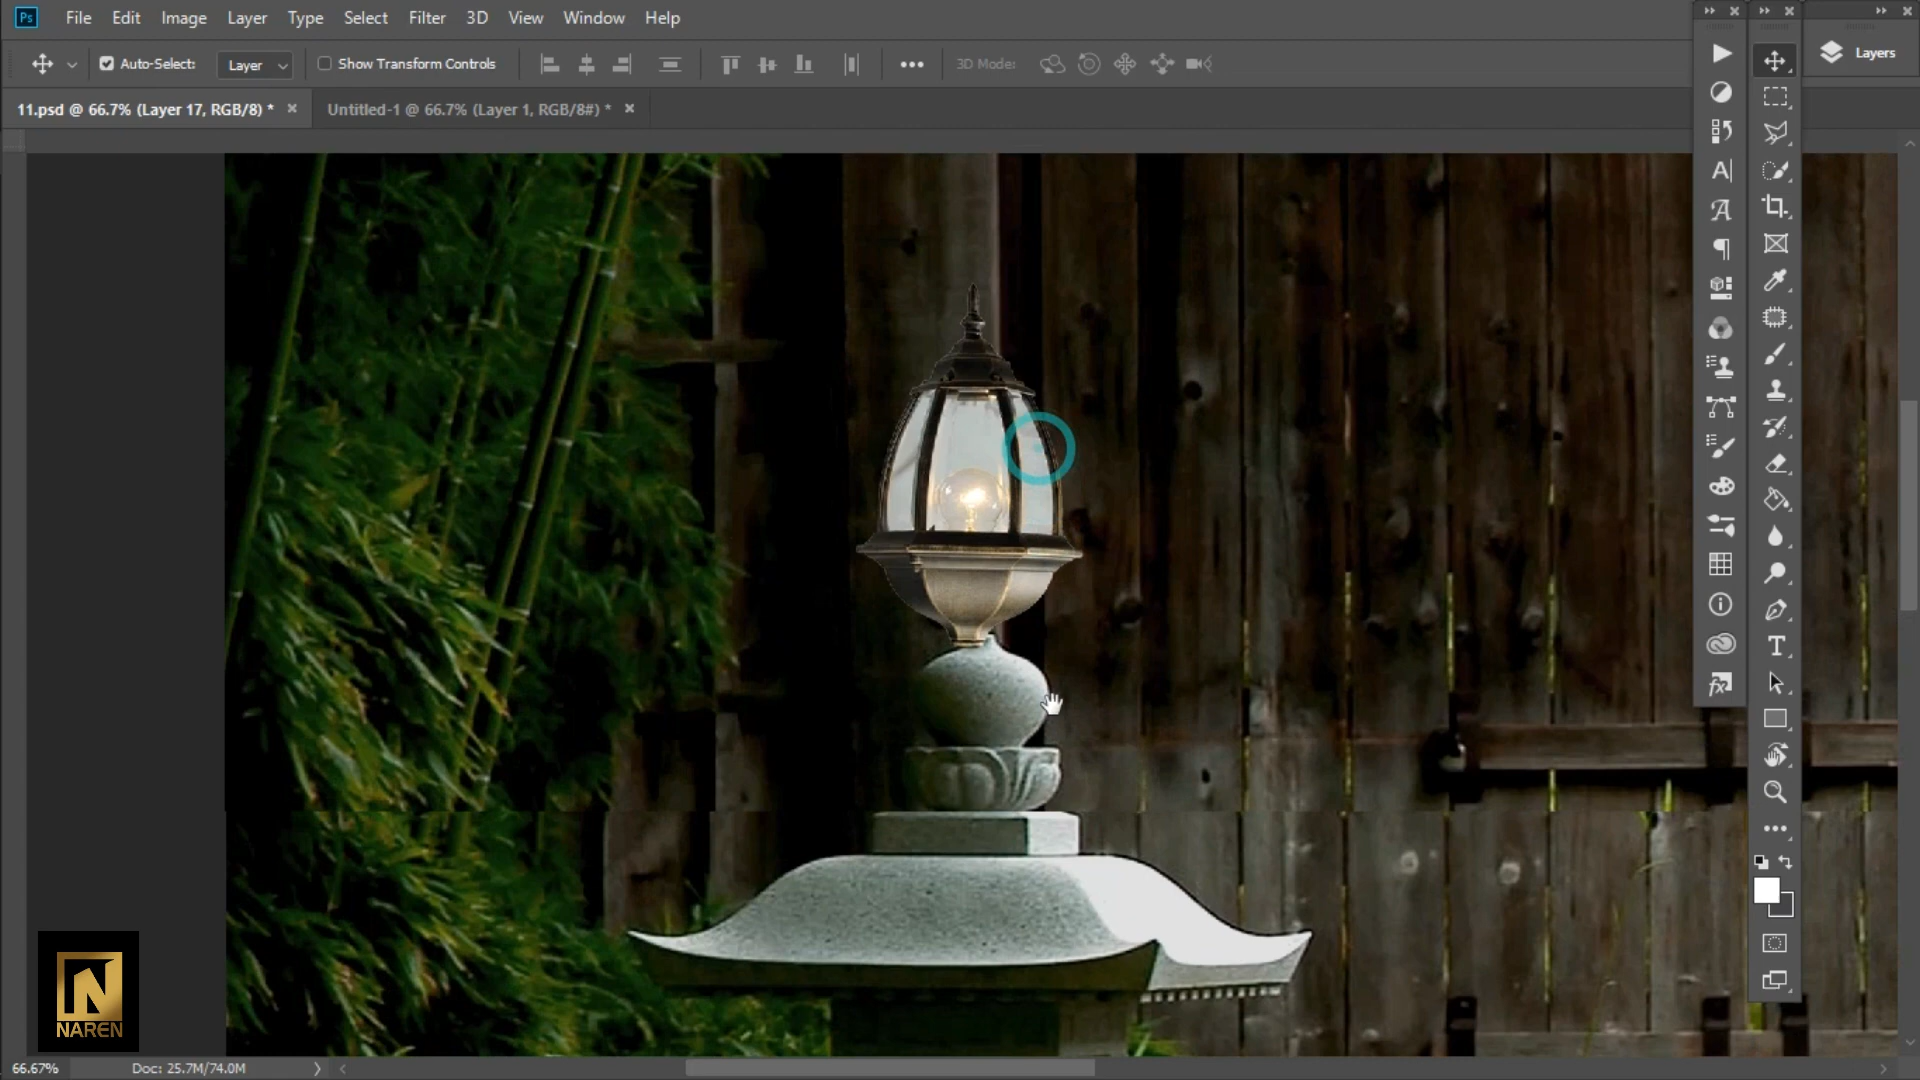 Ps File Edit Image Layer Type Select Filter 3D View Window Help
Auto-Select: Layer Show Transform Controls 3D Mode: Layers
11.psd @ 66.7% (Layer 17, RGB/8) * Untitled-1 @ 66.7% (Layer 1, RGB/8#) *
NAREN
66.67% Doc: 25.7M/74.0M